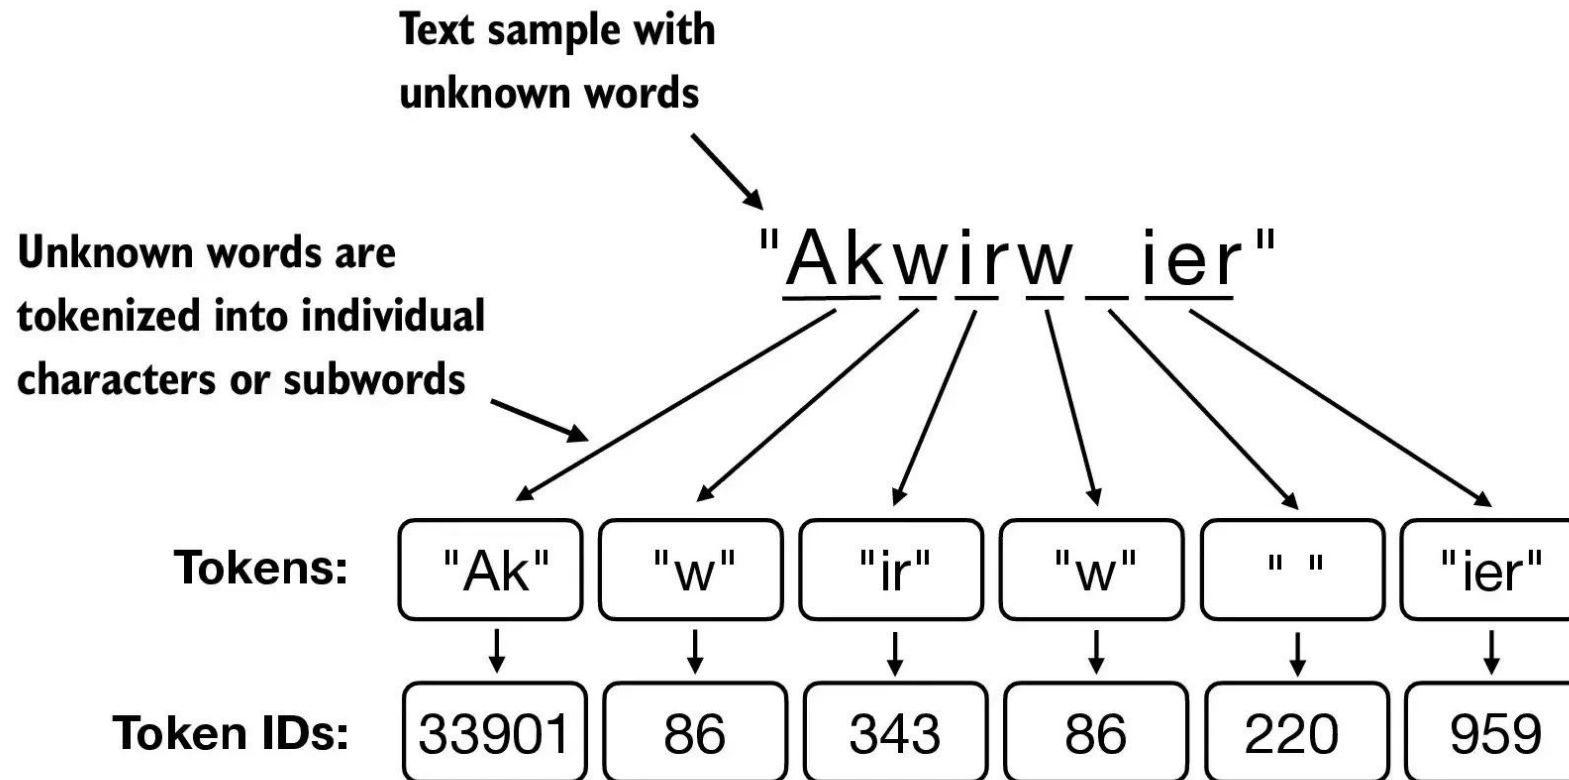 Text sample with
unknown words
"Akwirw ier"
Unknown words are
tokenized into individual
characters or subwords
Tokens: "Ak" "w" "ir" "w" " " "ier"
Token IDs: 33901 86 343 86 220 959